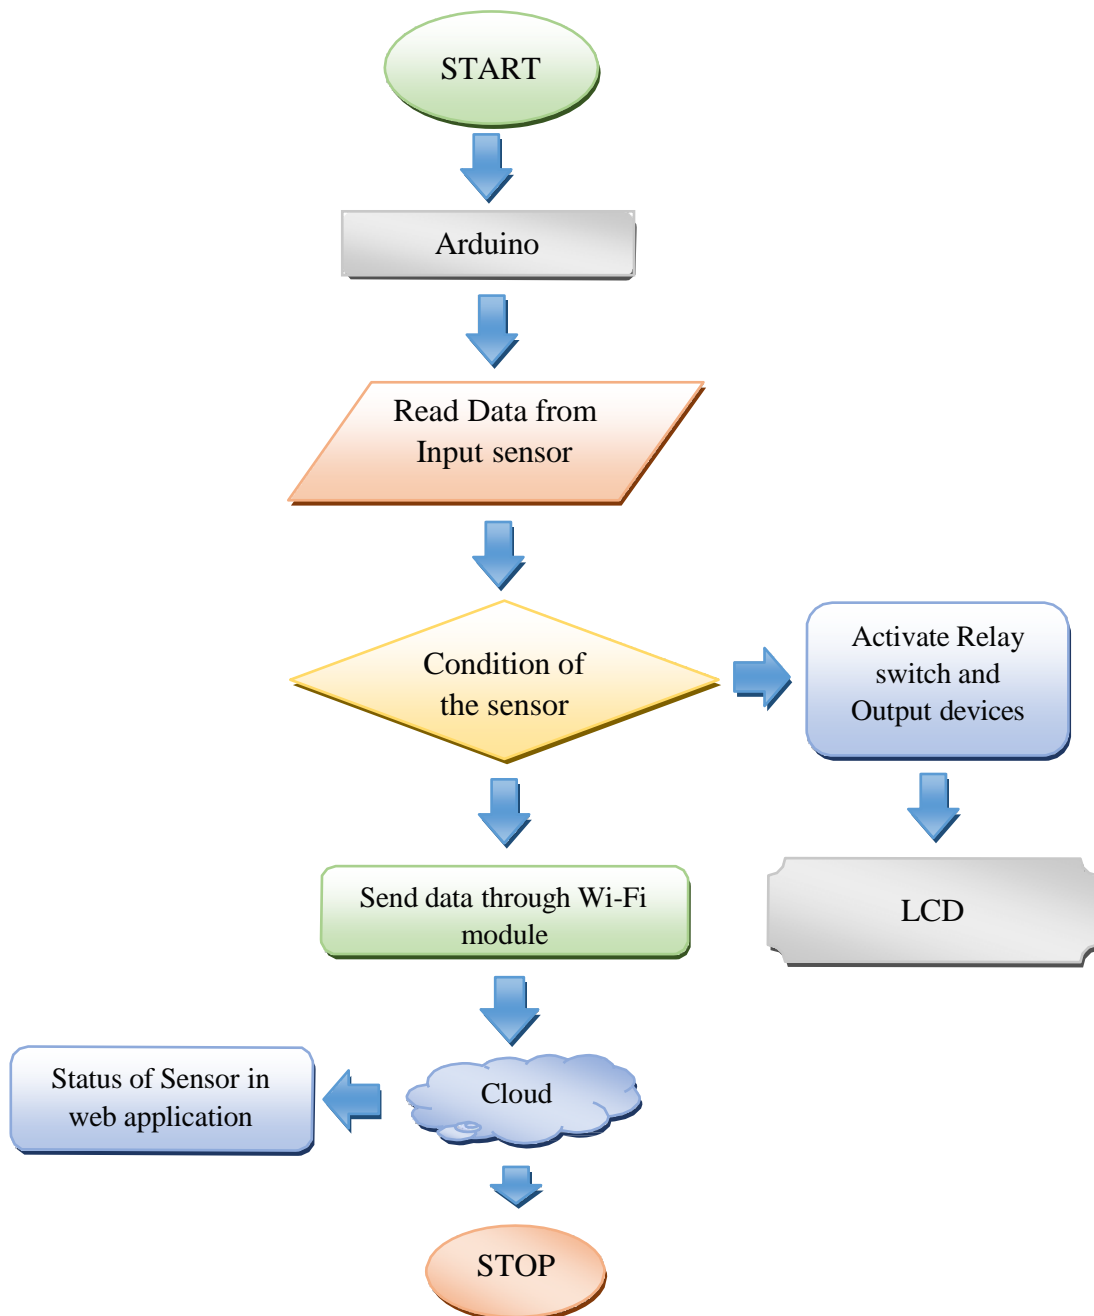 START
Arduino
Read Data from
Input sensor
Condition of
the sensor
Activate Relay
switch and
Output devices
Send data through Wi-Fi
module
LCD
Cloud
Status of Sensor in
web application
STOP